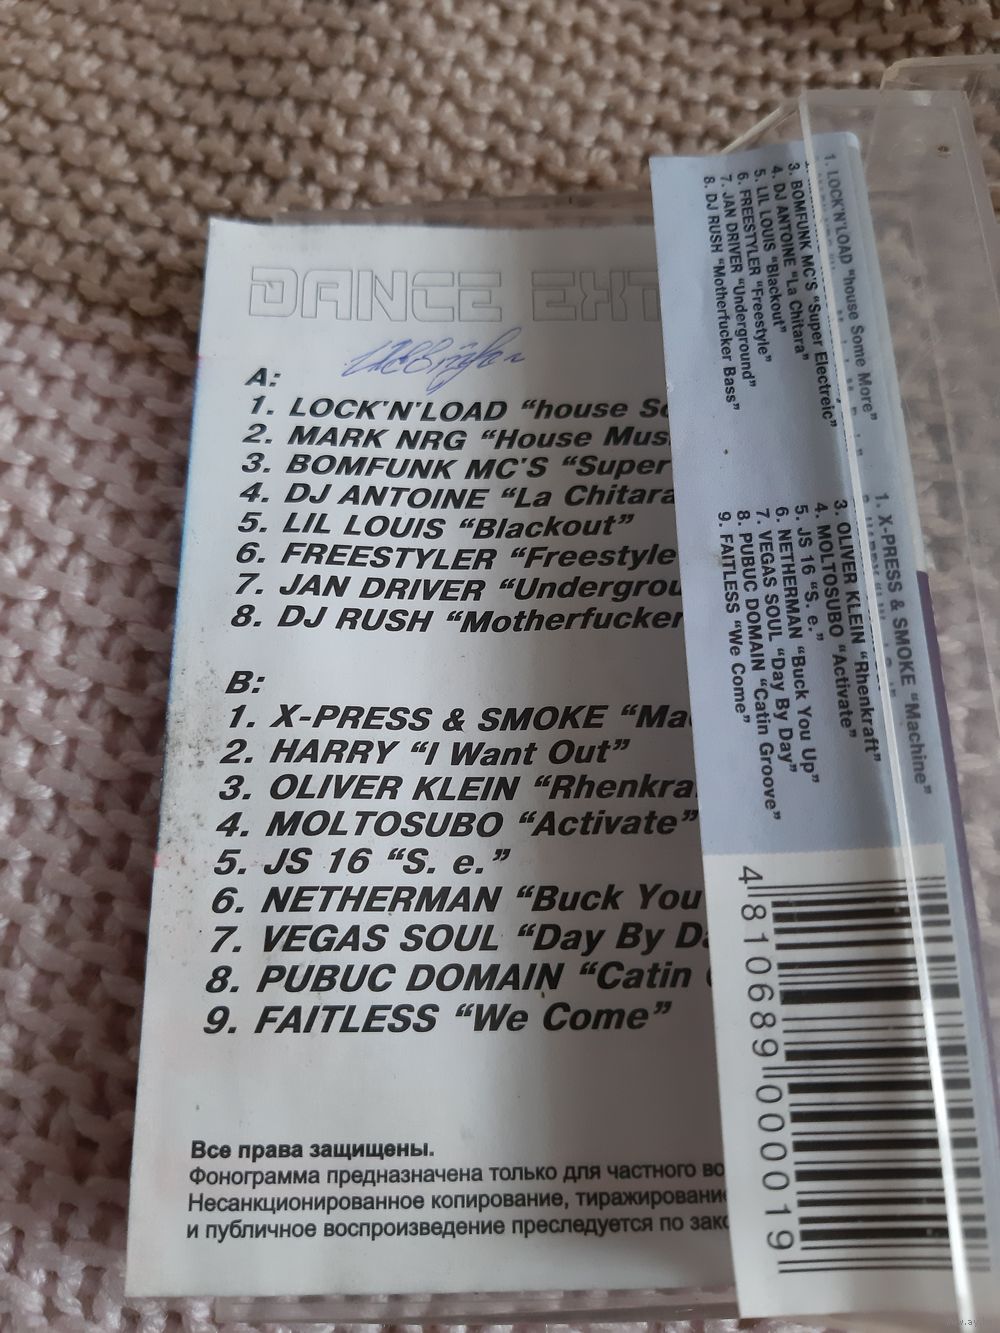 DANCE EXT
A:
1. LOCK'N'LOAD “house So
2. MARK NRG “House Mus
3. BOMFUNK MC'S “Super
4. DJ ANTOINE “La Chitara
5. LIL LOUIS “Blackout”
6. FREESTYLER “Freestyle
7. JAN DRIVER “Undergrou
8. DJ RUSH “Motherfucker
B:
1. X-PRESS & SMOKE “Ma
2. HARRY “I Want Out”
3. OLIVER KLEIN “Rhenkra
4. MOLTOSUBO “Activate”
5. JS 16 “S. e.”
6. NETHERMAN “Buck You
7. VEGAS SOUL “Day By Da
8. PUBUC DOMAIN “Catin
9. FAITLESS “We Come”
Все права защищены.
Фонограмма предназначена только для частного во
Несанкционированное копирование, тиражировани
и публичное воспроизведение преследуется по зако
1. LOCK'N'LOAD “house Some More”
3. BOMFUNK MC'S “Super Electreic”
4. DJ ANTOINE “La Chitara”
5. LIL LOUIS “Blackout”
6. FREESTYLER “Freestyle”
7. JAN DRIVER “Underground”
8. DJ RUSH “Motherfucker Bass”
1. X-PRESS & SMOKE “Machine”
3. OLIVER KLEIN “Rhenkraft”
4. MOLTOSUBO “Activate”
5. JS 16 “S. e.”
6. NETHERMAN “Buck You Up”
7. VEGAS SOUL “Day By Day”
8. PUBUC DOMAIN “Catin Groove”
9. FAITLESS “We Come”
4810689000019